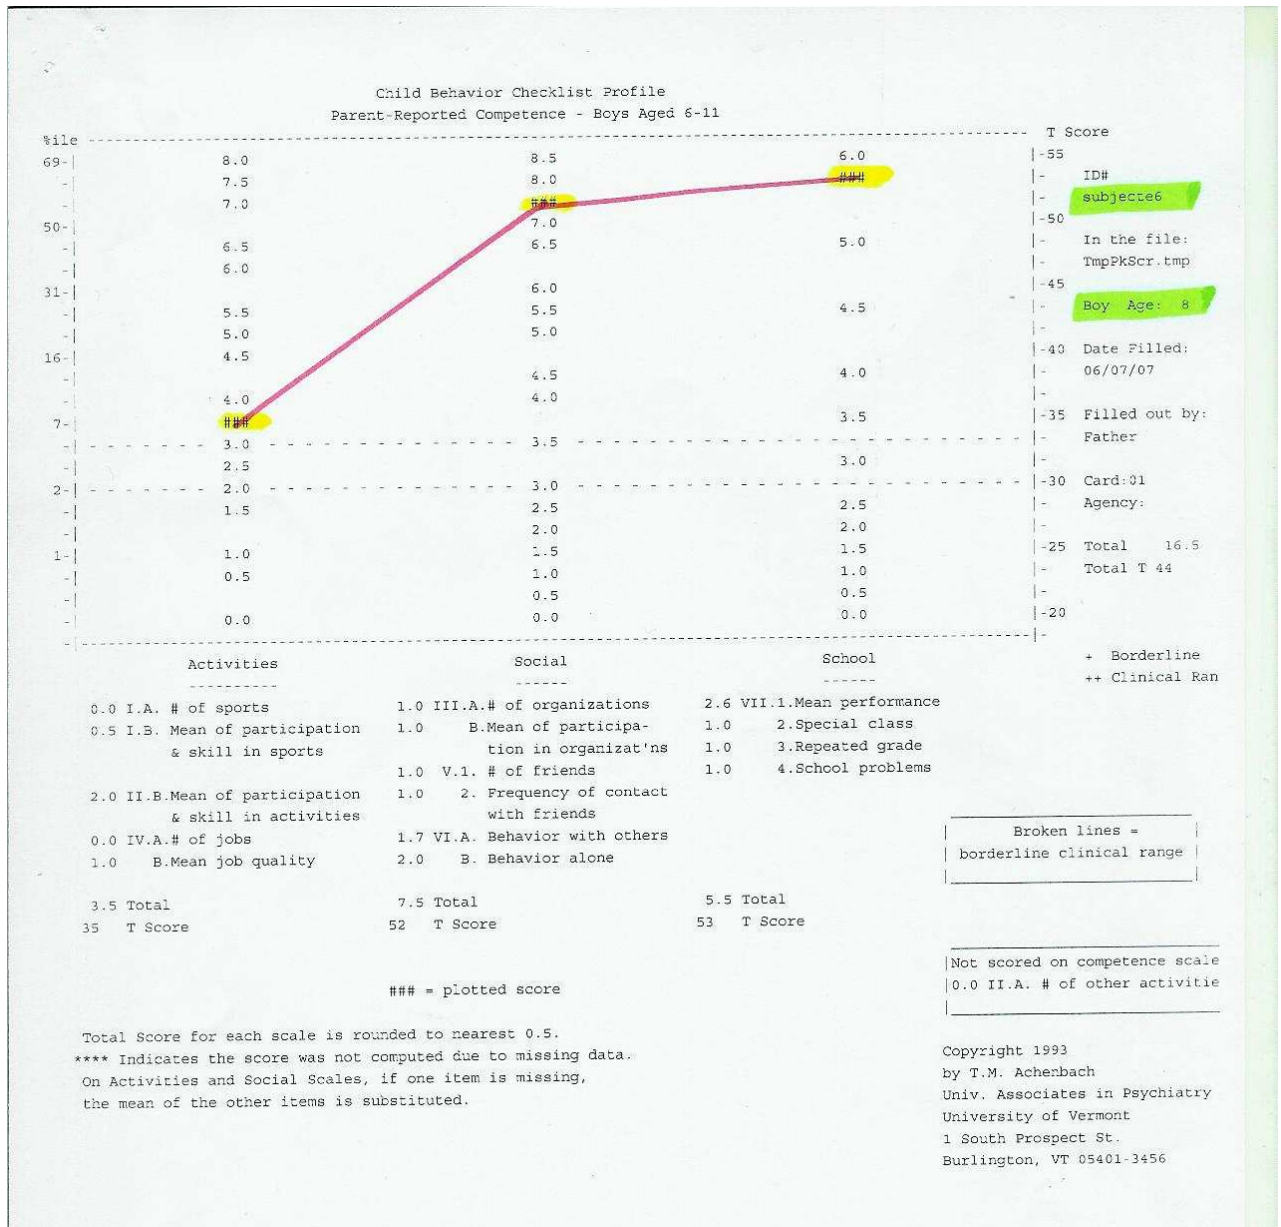 Child Behavior Checklist Profile
Parent-Reported Competence - Boys Aged 6-11
%ile T Score
69-| 8.0 8.5 6.0 |-55
-| 7.5 8.0 ### |- ID#
-| 7.0 ### |- subjecte6
50-| 7.0 |-50
-| 6.5 6.5 5.0 |- In the file:
-| 6.0 |- TmpPkScr.tmp
31-| 6.0 |-45
-| 5.5 5.5 4.5 |- Boy Age: 8
-| 5.0 5.0 |-
16-| 4.5 |-40 Date Filled:
-| 4.5 4.0 |- 06/07/07
-| 4.0 4.0 |-
7-| ### 3.5 |-35 Filled out by:
-| 3.0 3.5 |- Father
-| 2.5 3.0 |-
2-| 2.0 3.0 |-30 Card:01
-| 1.5 2.5 2.5 |- Agency:
-| 2.0 2.0 |-
1-| 1.0 1.5 1.5 |-25 Total 16.5
-| 0.5 1.0 1.0 |- Total T 44
-| 0.5 0.5 |-
-| 0.0 0.0 0.0 |-20
Activities Social School
+ Borderline
++ Clinical Ran
0.0 I.A. # of sports 1.0 III.A.# of organizations 2.6 VII.1.Mean performance
0.5 I.B. Mean of participation 1.0 B.Mean of participa- 1.0 2.Special class
& skill in sports tion in organizat'ns 1.0 3.Repeated grade
1.0 V.1. # of friends 1.0 4.School problems
2.0 II.B.Mean of participation 1.0 2. Frequency of contact
& skill in activities with friends
0.0 IV.A.# of jobs 1.7 VI.A. Behavior with others
1.0 B.Mean job quality 2.0 B. Behavior alone
Broken lines =
borderline clinical range
3.5 Total 7.5 Total 5.5 Total
35 T Score 52 T Score 53 T Score
Not scored on competence scale
0.0 II.A. # of other activitie
### = plotted score
Total Score for each scale is rounded to nearest 0.5.
**** Indicates the score was not computed due to missing data.
On Activities and Social Scales, if one item is missing,
the mean of the other items is substituted.
Copyright 1993
by T.M. Achenbach
Univ. Associates in Psychiatry
University of Vermont
1 South Prospect St.
Burlington, VT 05401-3456